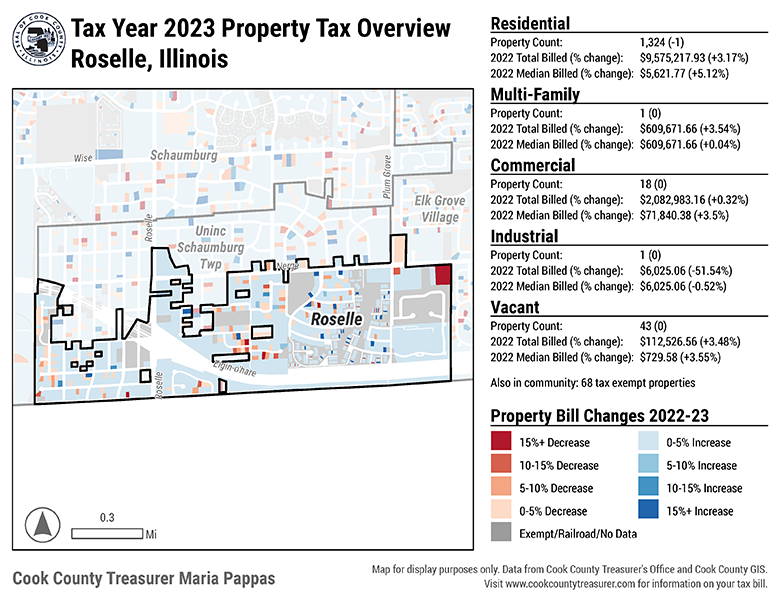 SEAL OF COOK COUNTY
ILLINOIS
Tax Year 2023 Property Tax Overview
Roselle, Illinois
Wise
Schaumburg
Plum Grove
Elk Grove
Village
Roselle
Uninc
Schaumburg
Twp
Nerge
Roselle
Elgin-o'hare
Roselle
0.3
Mi
Residential
Property Count: 1,324 (-1)
2022 Total Billed (% change): $9,575,217.93 (+3.17%)
2022 Median Billed (% change): $5,621.77 (+5.12%)
Multi-Family
Property Count: 1 (0)
2022 Total Billed (% change): $609,671.66 (+3.54%)
2022 Median Billed (% change): $609,671.66 (+0.04%)
Commercial
Property Count: 18 (0)
2022 Total Billed (% change): $2,082,983.16 (+0.32%)
2022 Median Billed (% change): $71,840.38 (+3.5%)
Industrial
Property Count: 1 (0)
2022 Total Billed (% change): $6,025.06 (-51.54%)
2022 Median Billed (% change): $6,025.06 (-0.52%)
Vacant
Property Count: 43 (0)
2022 Total Billed (% change): $112,526.56 (+3.48%)
2022 Median Billed (% change): $729.58 (+3.55%)
Also in community: 68 tax exempt properties
Property Bill Changes 2022-23
15%+ Decrease
10-15% Decrease
5-10% Decrease
0-5% Decrease
Exempt/Railroad/No Data
0-5% Increase
5-10% Increase
10-15% Increase
15%+ Increase
Cook County Treasurer Maria Pappas
Map for display purposes only. Data from Cook County Treasurer's Office and Cook County GIS.
Visit www.cookcountytreasurer.com for information on your tax bill.